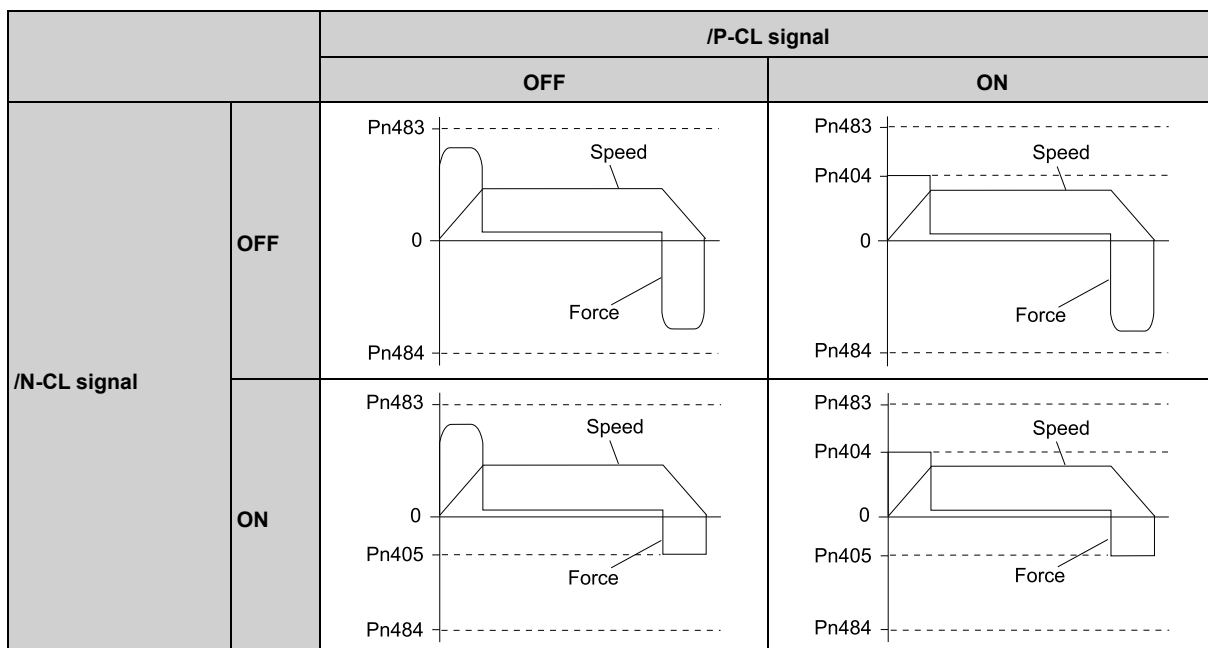 /P-CL signal
OFF
ON
/N-CL signal
OFF
Pn483
Speed
0
Force
Pn484
Pn483
Pn404
Speed
0
Force
Pn484
ON
Pn483
Speed
0
Pn405
Force
Pn484
Pn483
Pn404
Speed
0
Pn405
Force
Pn484